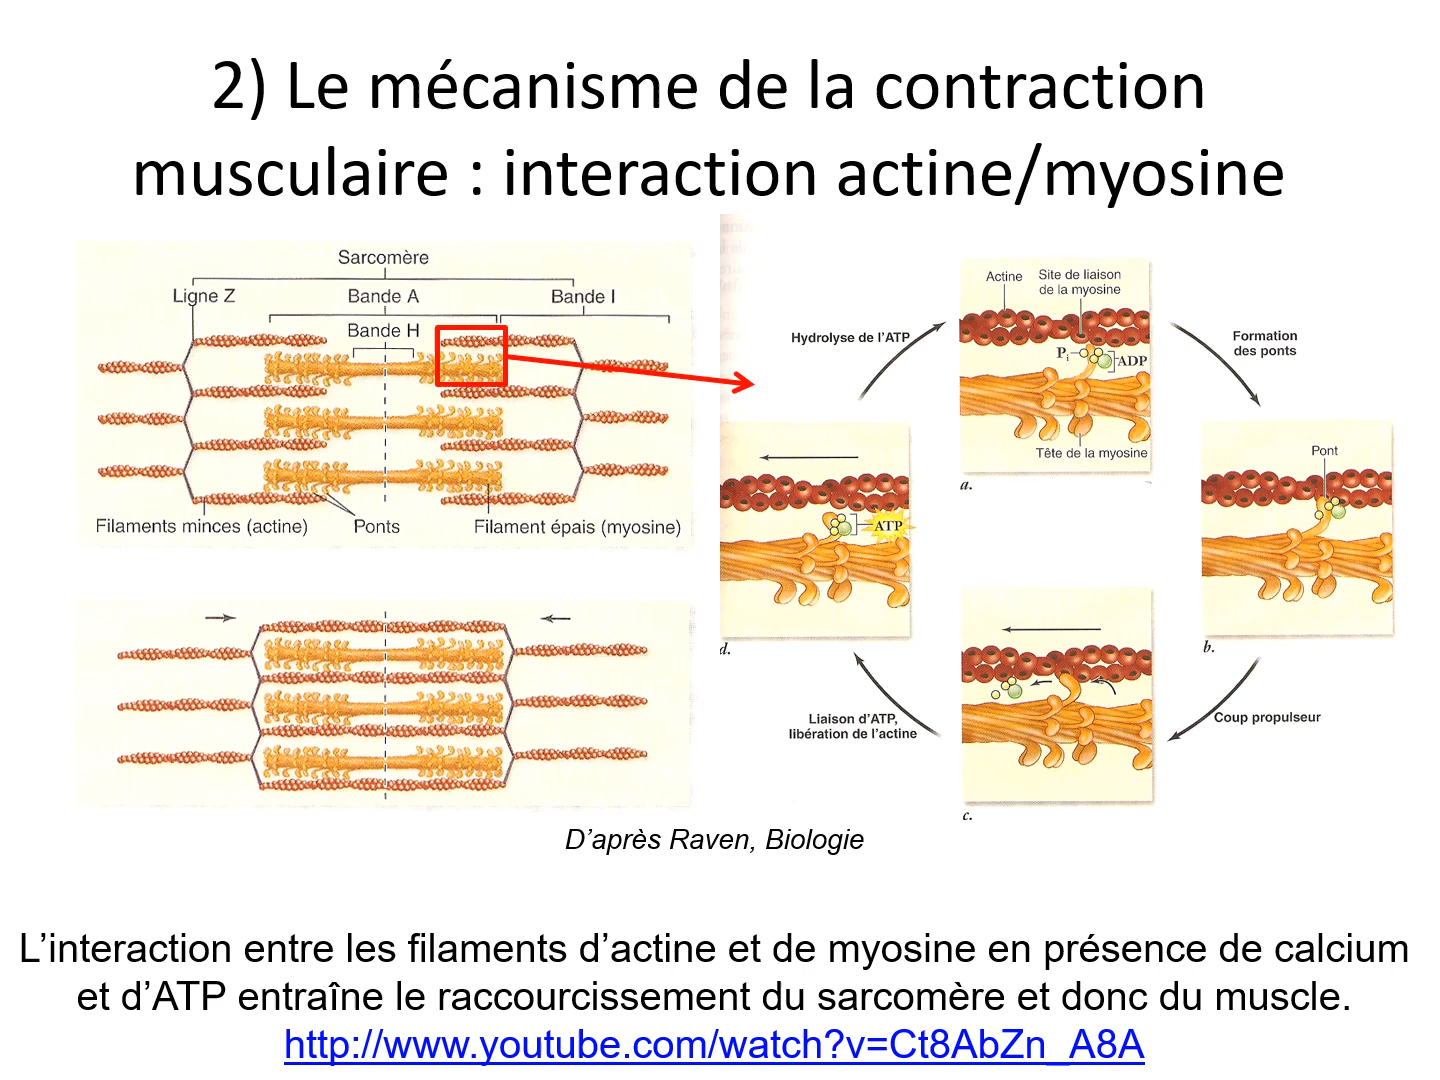 2) Le mécanisme de la contraction
musculaire : interaction actine/myosine
Sarcomère
Ligne Z
Bande A
Bande I
Bande H
Filaments minces (actine)
Ponts
Filament épais (myosine)
Hydrolyse de l'ATP
Actine
Site de liaison
de la myosine
Pi
ADP
Tête de la myosine
a.
Formation
des ponts
Pont
b.
ATP
d.
Coup propulseur
Liaison d'ATP,
libération de l'actine
c.
D'après Raven, Biologie
L'interaction entre les filaments d'actine et de myosine en présence de calcium
et d'ATP entraîne le raccourcissement du sarcomère et donc du muscle.
http://www.youtube.com/watch?v=Ct8AbZn_A8A